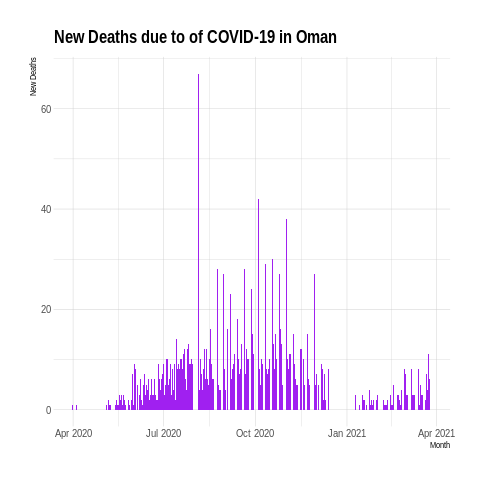 New Deaths due to of COVID-19 in Oman
New Deaths
60
40
20
0
Apr 2020 Jul 2020 Oct 2020 Jan 2021 Apr 2021
Month